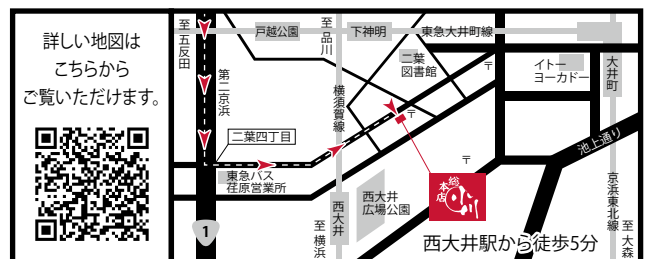 詳しい地図は
こちらから
ご覧いただけます。
至五反田
第二京浜
戸越公園
至品川
下神明
東急大井町線
二葉
図書館
イトー
ヨーカドー
大井町
横須賀線
二葉四丁目
池上通り
東急バス
荏原営業所
西大井
西大井
広場公園
総本店
小川
京浜東北線
1
至横浜
西大井駅から徒歩5分
至大森